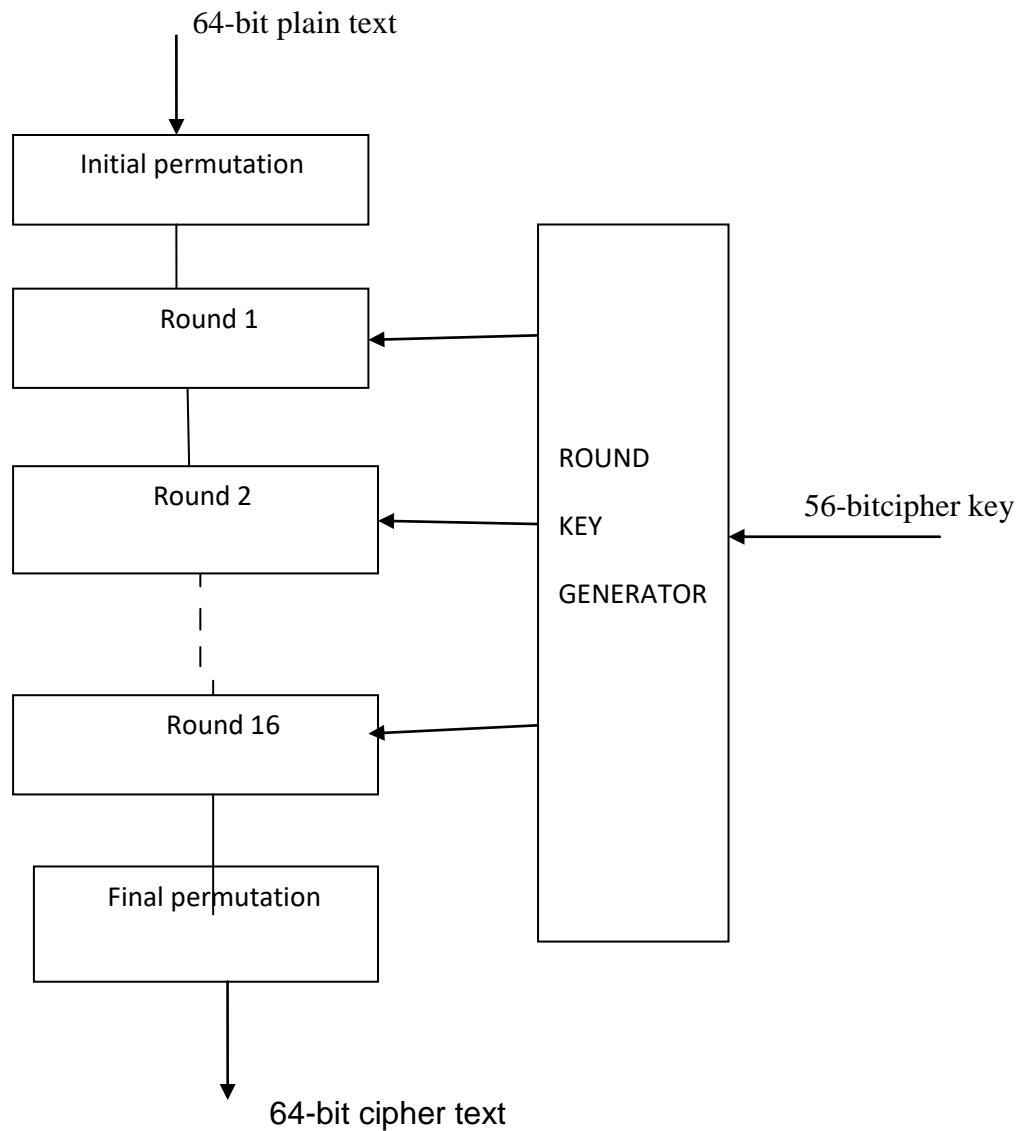 64-bit plain text
Initial permutation
Round 1
Round 2
ROUND
KEY
GENERATOR
56-bitcipher key
Round 16
Final permutation
64-bit cipher text